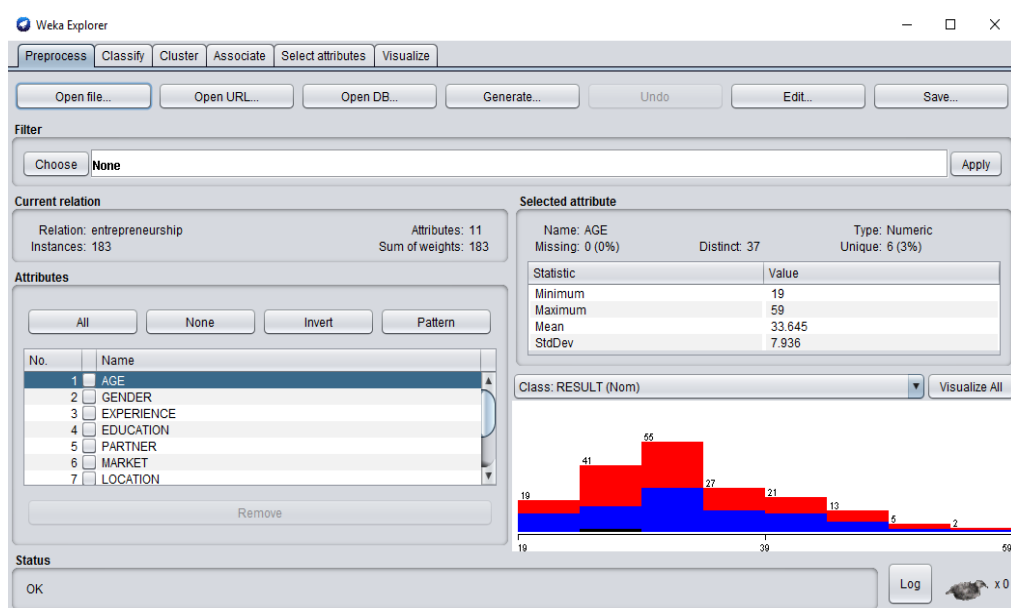 Weka Explorer
Preprocess Classify Cluster Associate Select attributes Visualize
Open file... Open URL... Open DB... Generate... Undo Edit... Save...
Filter
Choose None Apply
Current relation
Relation: entrepreneurship Attributes: 11
Instances: 183 Sum of weights: 183
Attributes
All None Invert Pattern
No. Name
1 AGE
2 GENDER
3 EXPERIENCE
4 EDUCATION
5 PARTNER
6 MARKET
7 LOCATION
Remove
Selected attribute
Name: AGE Type: Numeric
Missing: 0 (0%) Distinct: 37 Unique: 6 (3%)
Statistic Value
Minimum 19
Maximum 59
Mean 33.645
StdDev 7.936
Class: RESULT (Nom) Visualize All
19 41 55 27 21 13 5 2
19 39 59
Status
OK Log x 0